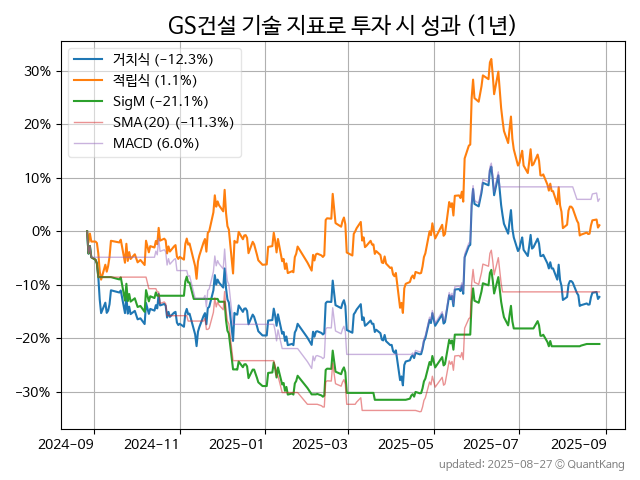 GS건설 기술 지표로 투자 시 성과 (1년)
거치식 (−12.3%)
적립식 (1.1%)
SigM (−21.1%)
SMA(20) (−11.3%)
MACD (6.0%)
30%
20%
10%
0%
−10%
−20%
−30%
2024-09 2024-11 2025-01 2025-03 2025-05 2025-07 2025-09
updated: 2025-08-27 © QuantKang